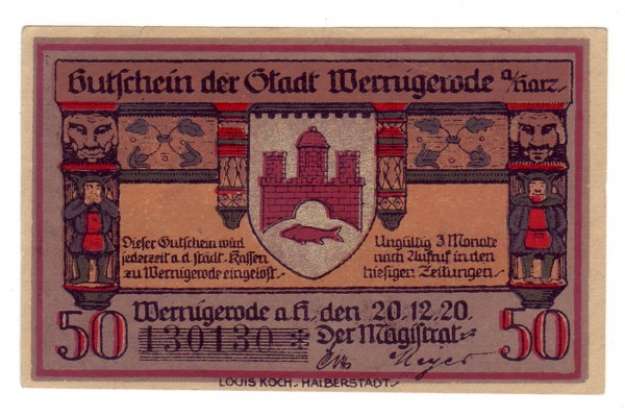 Gutschein der Stadt Wernigerode a/Harz.
Dieser Gutschein wird
jederzeit a.d. städt. Kassen
zu Wernigerode eingelöst.
Ungültig 3 Monate
nach Aufruf in den
hiesigen Zeitungen.
Wernigerode a.H., den 20.12.20.
50
130130 *
Der Magistrat
50
Meyer
LOUIS KOCH. HALBERSTADT.